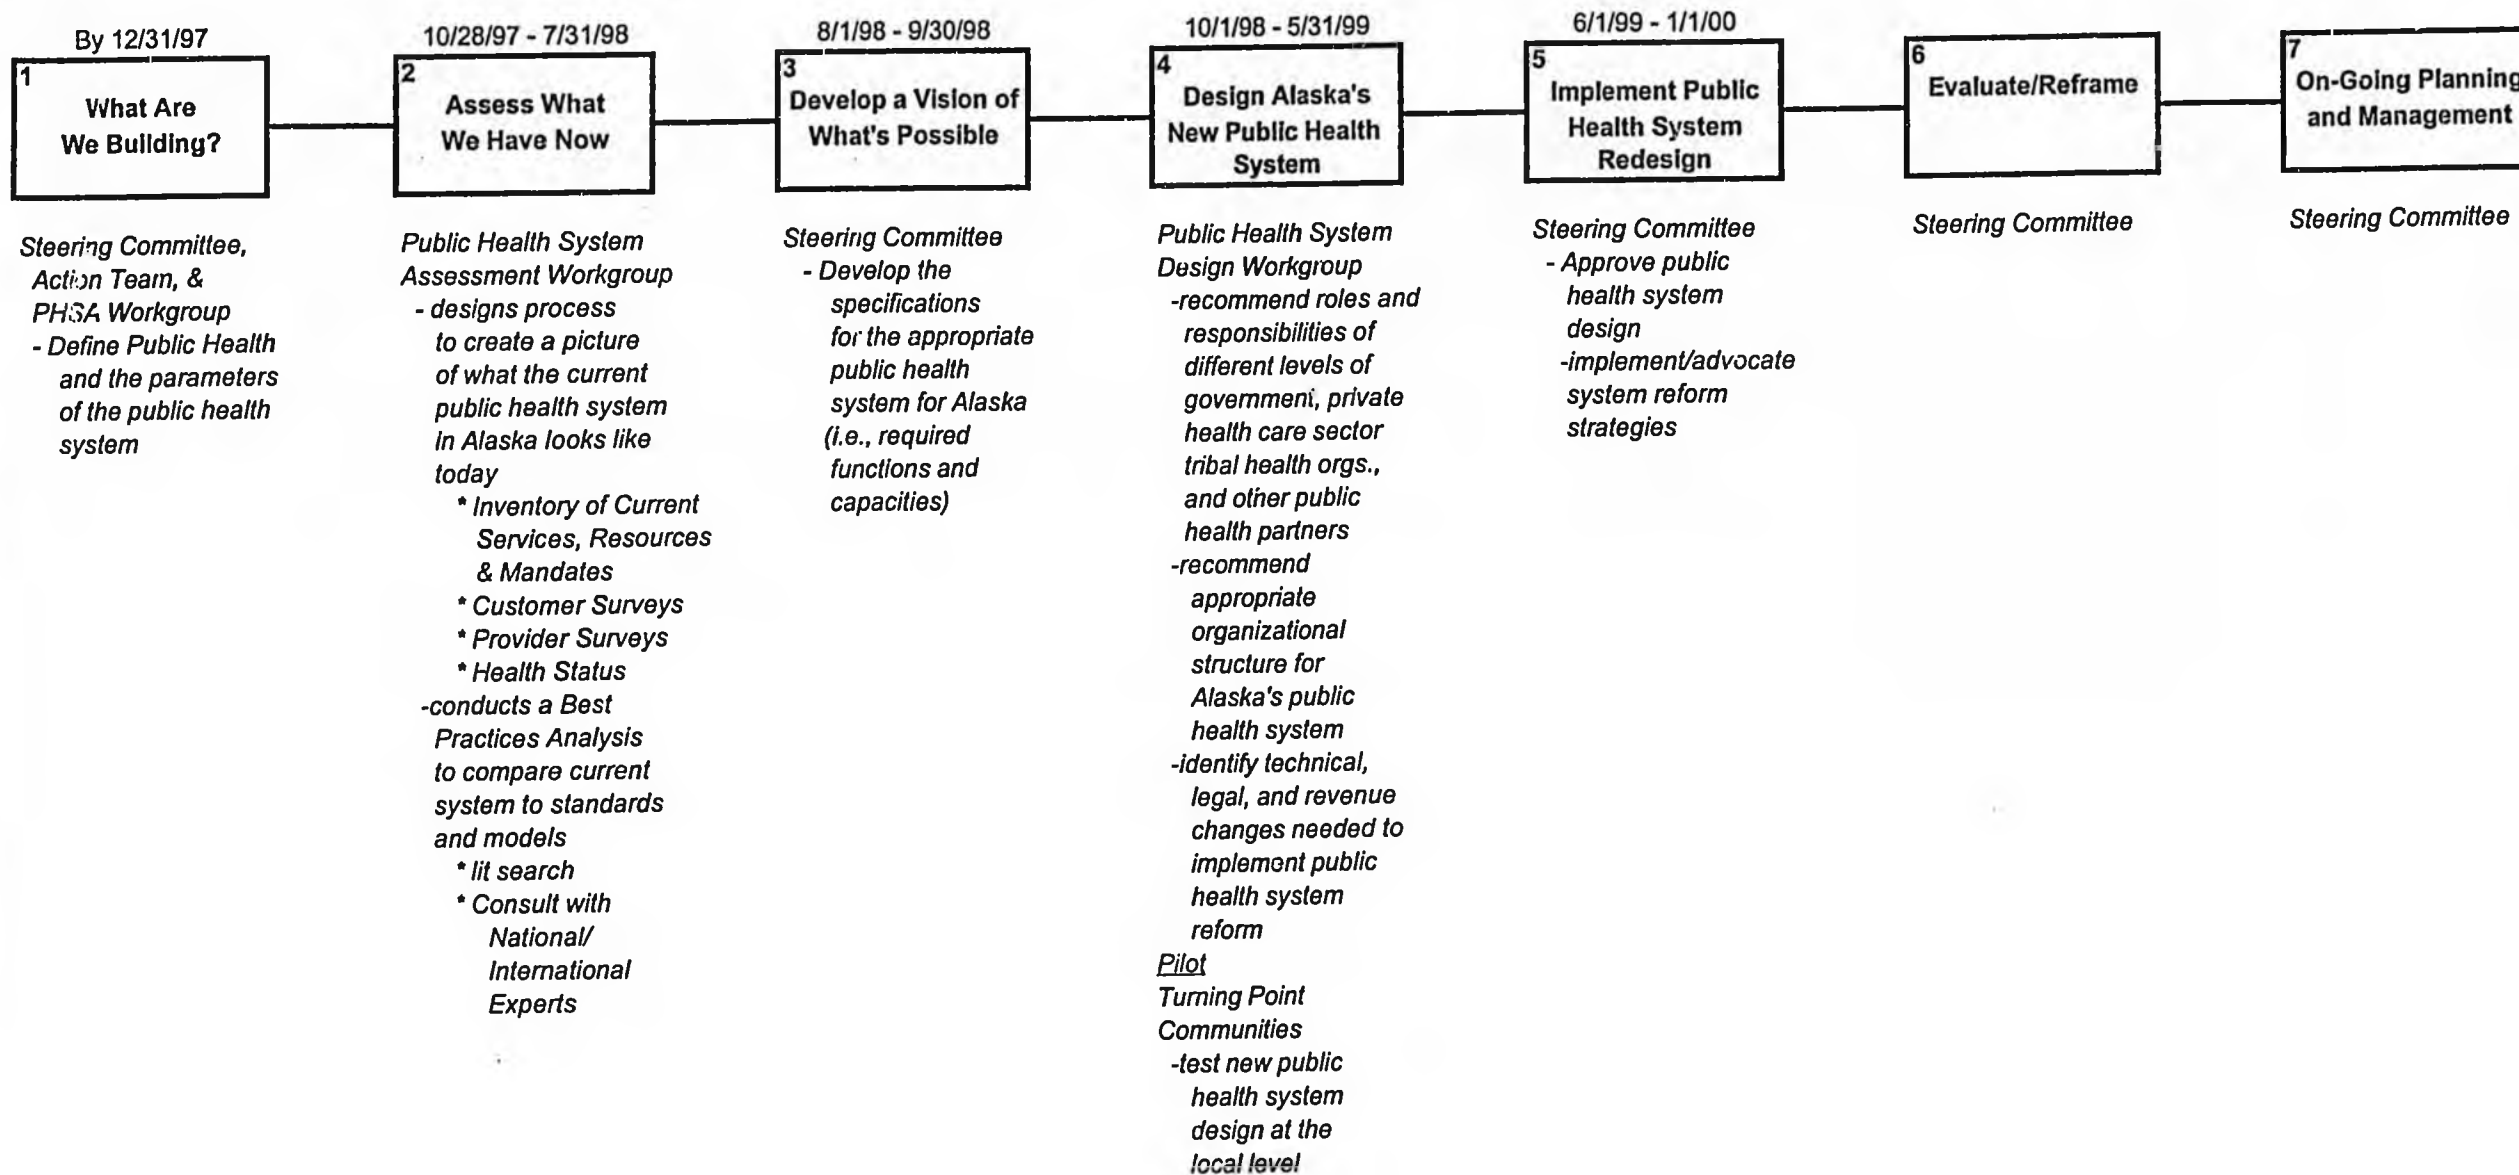 By 12/31/97
1
What Are
We Building?
Steering Committee,
Action Team, &
PHSA Workgroup
- Define Public Health
and the parameters
of the public health
system
10/28/97 - 7/31/98
2
Assess What
We Have Now
Public Health System
Assessment Workgroup
- designs process
to create a picture
of what the current
public health system
in Alaska looks like
today
* Inventory of Current
Services, Resources
& Mandates
* Customer Surveys
* Provider Surveys
* Health Status
-conducts a Best
Practices Analysis
to compare current
system to standards
and models
* lit search
* Consult with
National/
International
Experts
8/1/98 - 9/30/98
3
Develop a Vision of
What's Possible
Steering Committee
- Develop the
specifications
for the appropriate
public health
system for Alaska
(i.e., required
functions and
capacities)
10/1/98 - 5/31/99
4
Design Alaska's
New Public Health
System
Public Health System
Design Workgroup
-recommend roles and
responsibilities of
different levels of
government, private
health care sector
tribal health orgs.,
and other public
health partners
-recommend
appropriate
organizational
structure for
Alaska's public
health system
-identify technical,
legal, and revenue
changes needed to
implement public
health system
reform
Pilot
Turning Point
Communities
-test new public
health system
design at the
local level
6/1/99 - 1/1/00
5
Implement Public
Health System
Redesign
Steering Committee
- Approve public
health system
design
-implement/advocate
system reform
strategies
6
Evaluate/Reframe
Steering Committee
7
On-Going Planning
and Management
Steering Committee